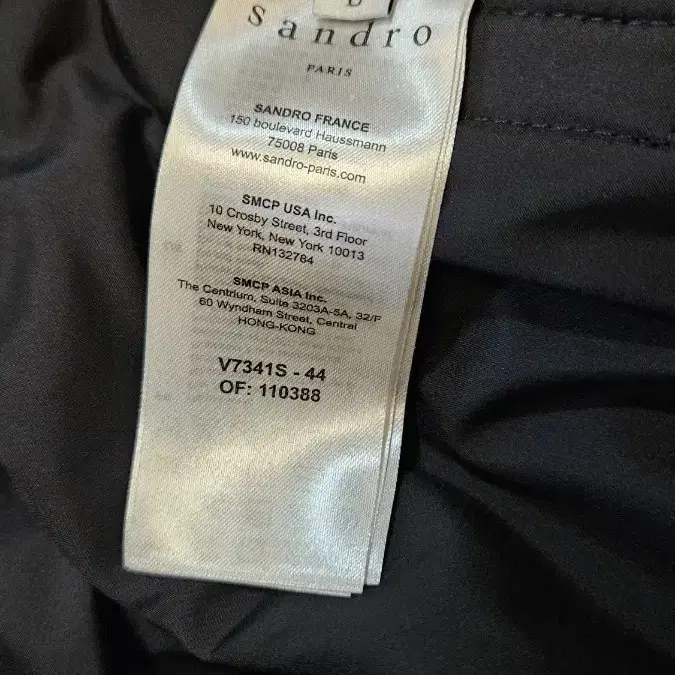 L
sandro
PARIS
SANDRO FRANCE
150 boulevard Haussmann
75008 Paris
www.sandro-paris.com
SMCP USA Inc.
10 Crosby Street, 3rd Floor
New York, New York 10013
RN132784
SMCP ASIA Inc.
The Centrium, Suite 3203A-5A, 32/F
60 Wyndham Street, Central
HONG-KONG
V7341S - 44
OF: 110388